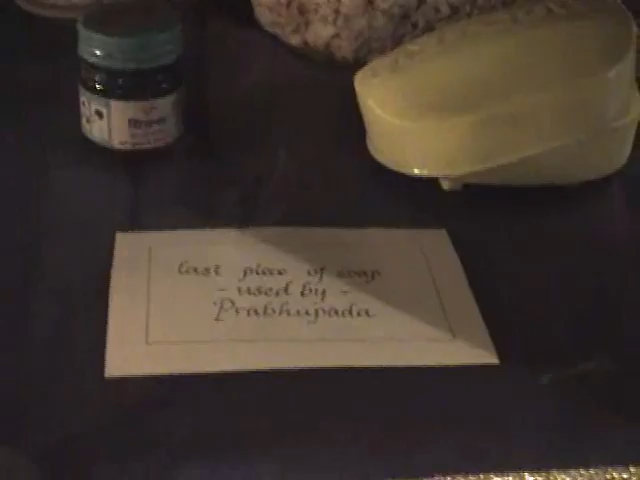 last piece of soap
- used by -
Prabhupada